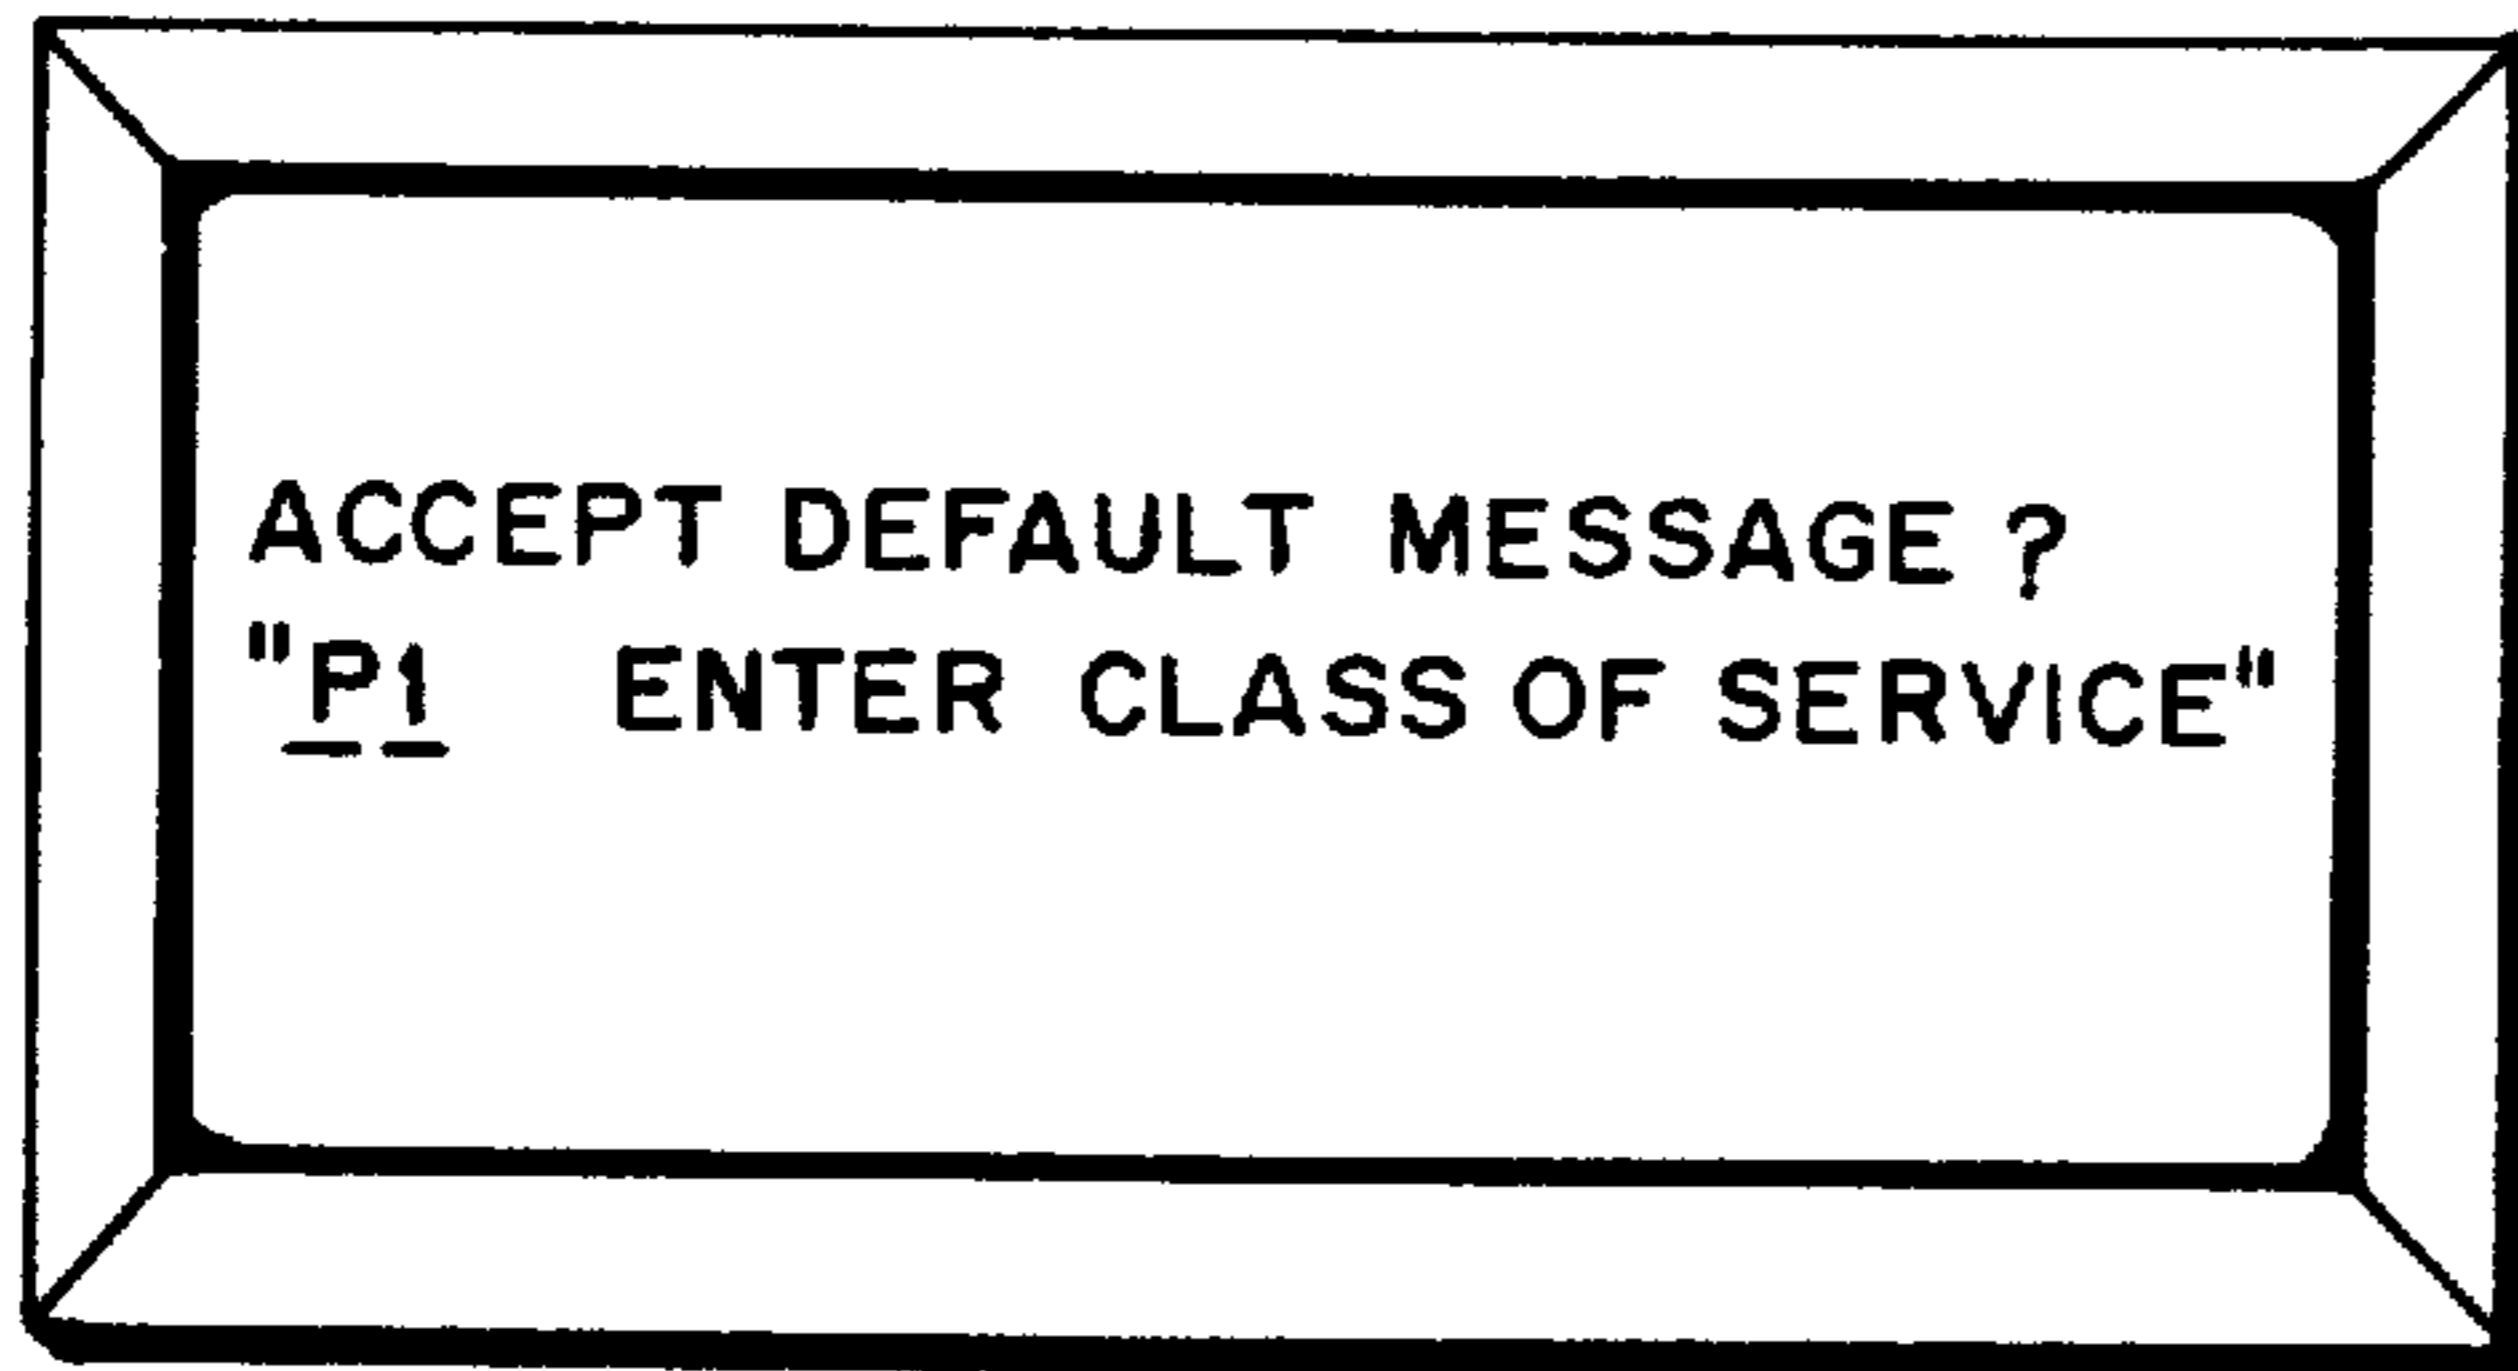 ACCEPT DEFAULT MESSAGE ?
"P1 ENTER CLASS OF SERVICE"